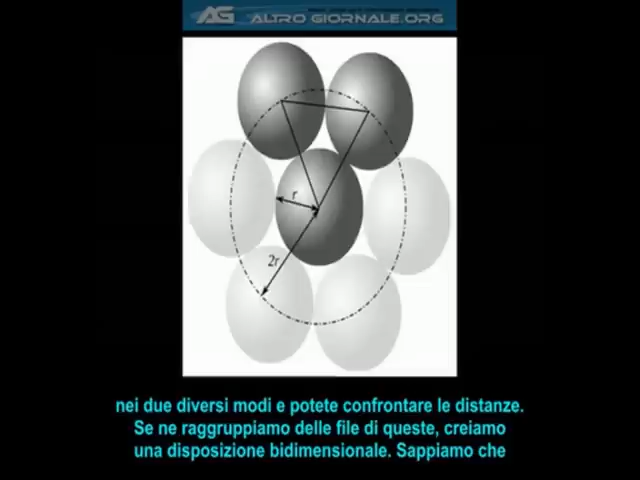 AG ALTRO GIORNALE.ORG
r
2r
nei due diversi modi e potete confrontare le distanze.
Se ne raggruppiamo delle file di queste, creiamo
una disposizione bidimensionale. Sappiamo che